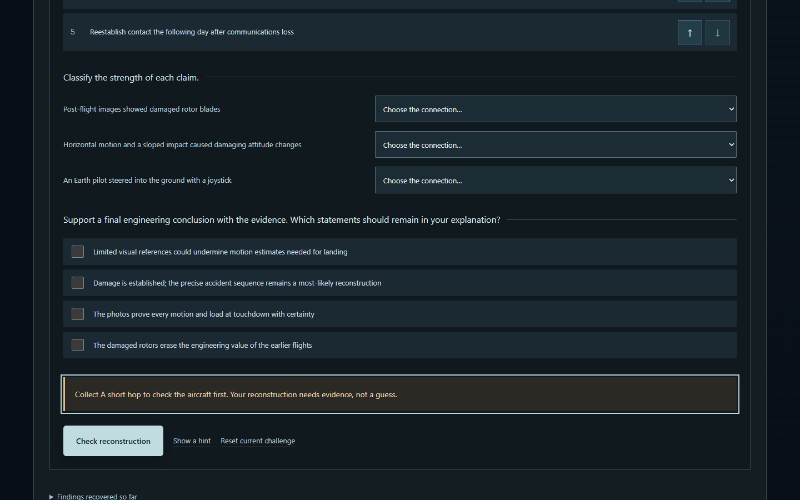 5 Reestablish contact the following day after communications loss ↑ ↓
Classify the strength of each claim.
Post-flight images showed damaged rotor blades Choose the connection...
Horizontal motion and a sloped impact caused damaging attitude changes Choose the connection...
An Earth pilot steered into the ground with a joystick Choose the connection...
Support a final engineering conclusion with the evidence. Which statements should remain in your explanation?
Limited visual references could undermine motion estimates needed for landing
Damage is established; the precise accident sequence remains a most-likely reconstruction
The photos prove every motion and load at touchdown with certainty
The damaged rotors erase the engineering value of the earlier flights
Collect A short hop to check the aircraft first. Your reconstruction needs evidence, not a guess.
Check reconstruction Show a hint Reset current challenge
Findings recovered so far